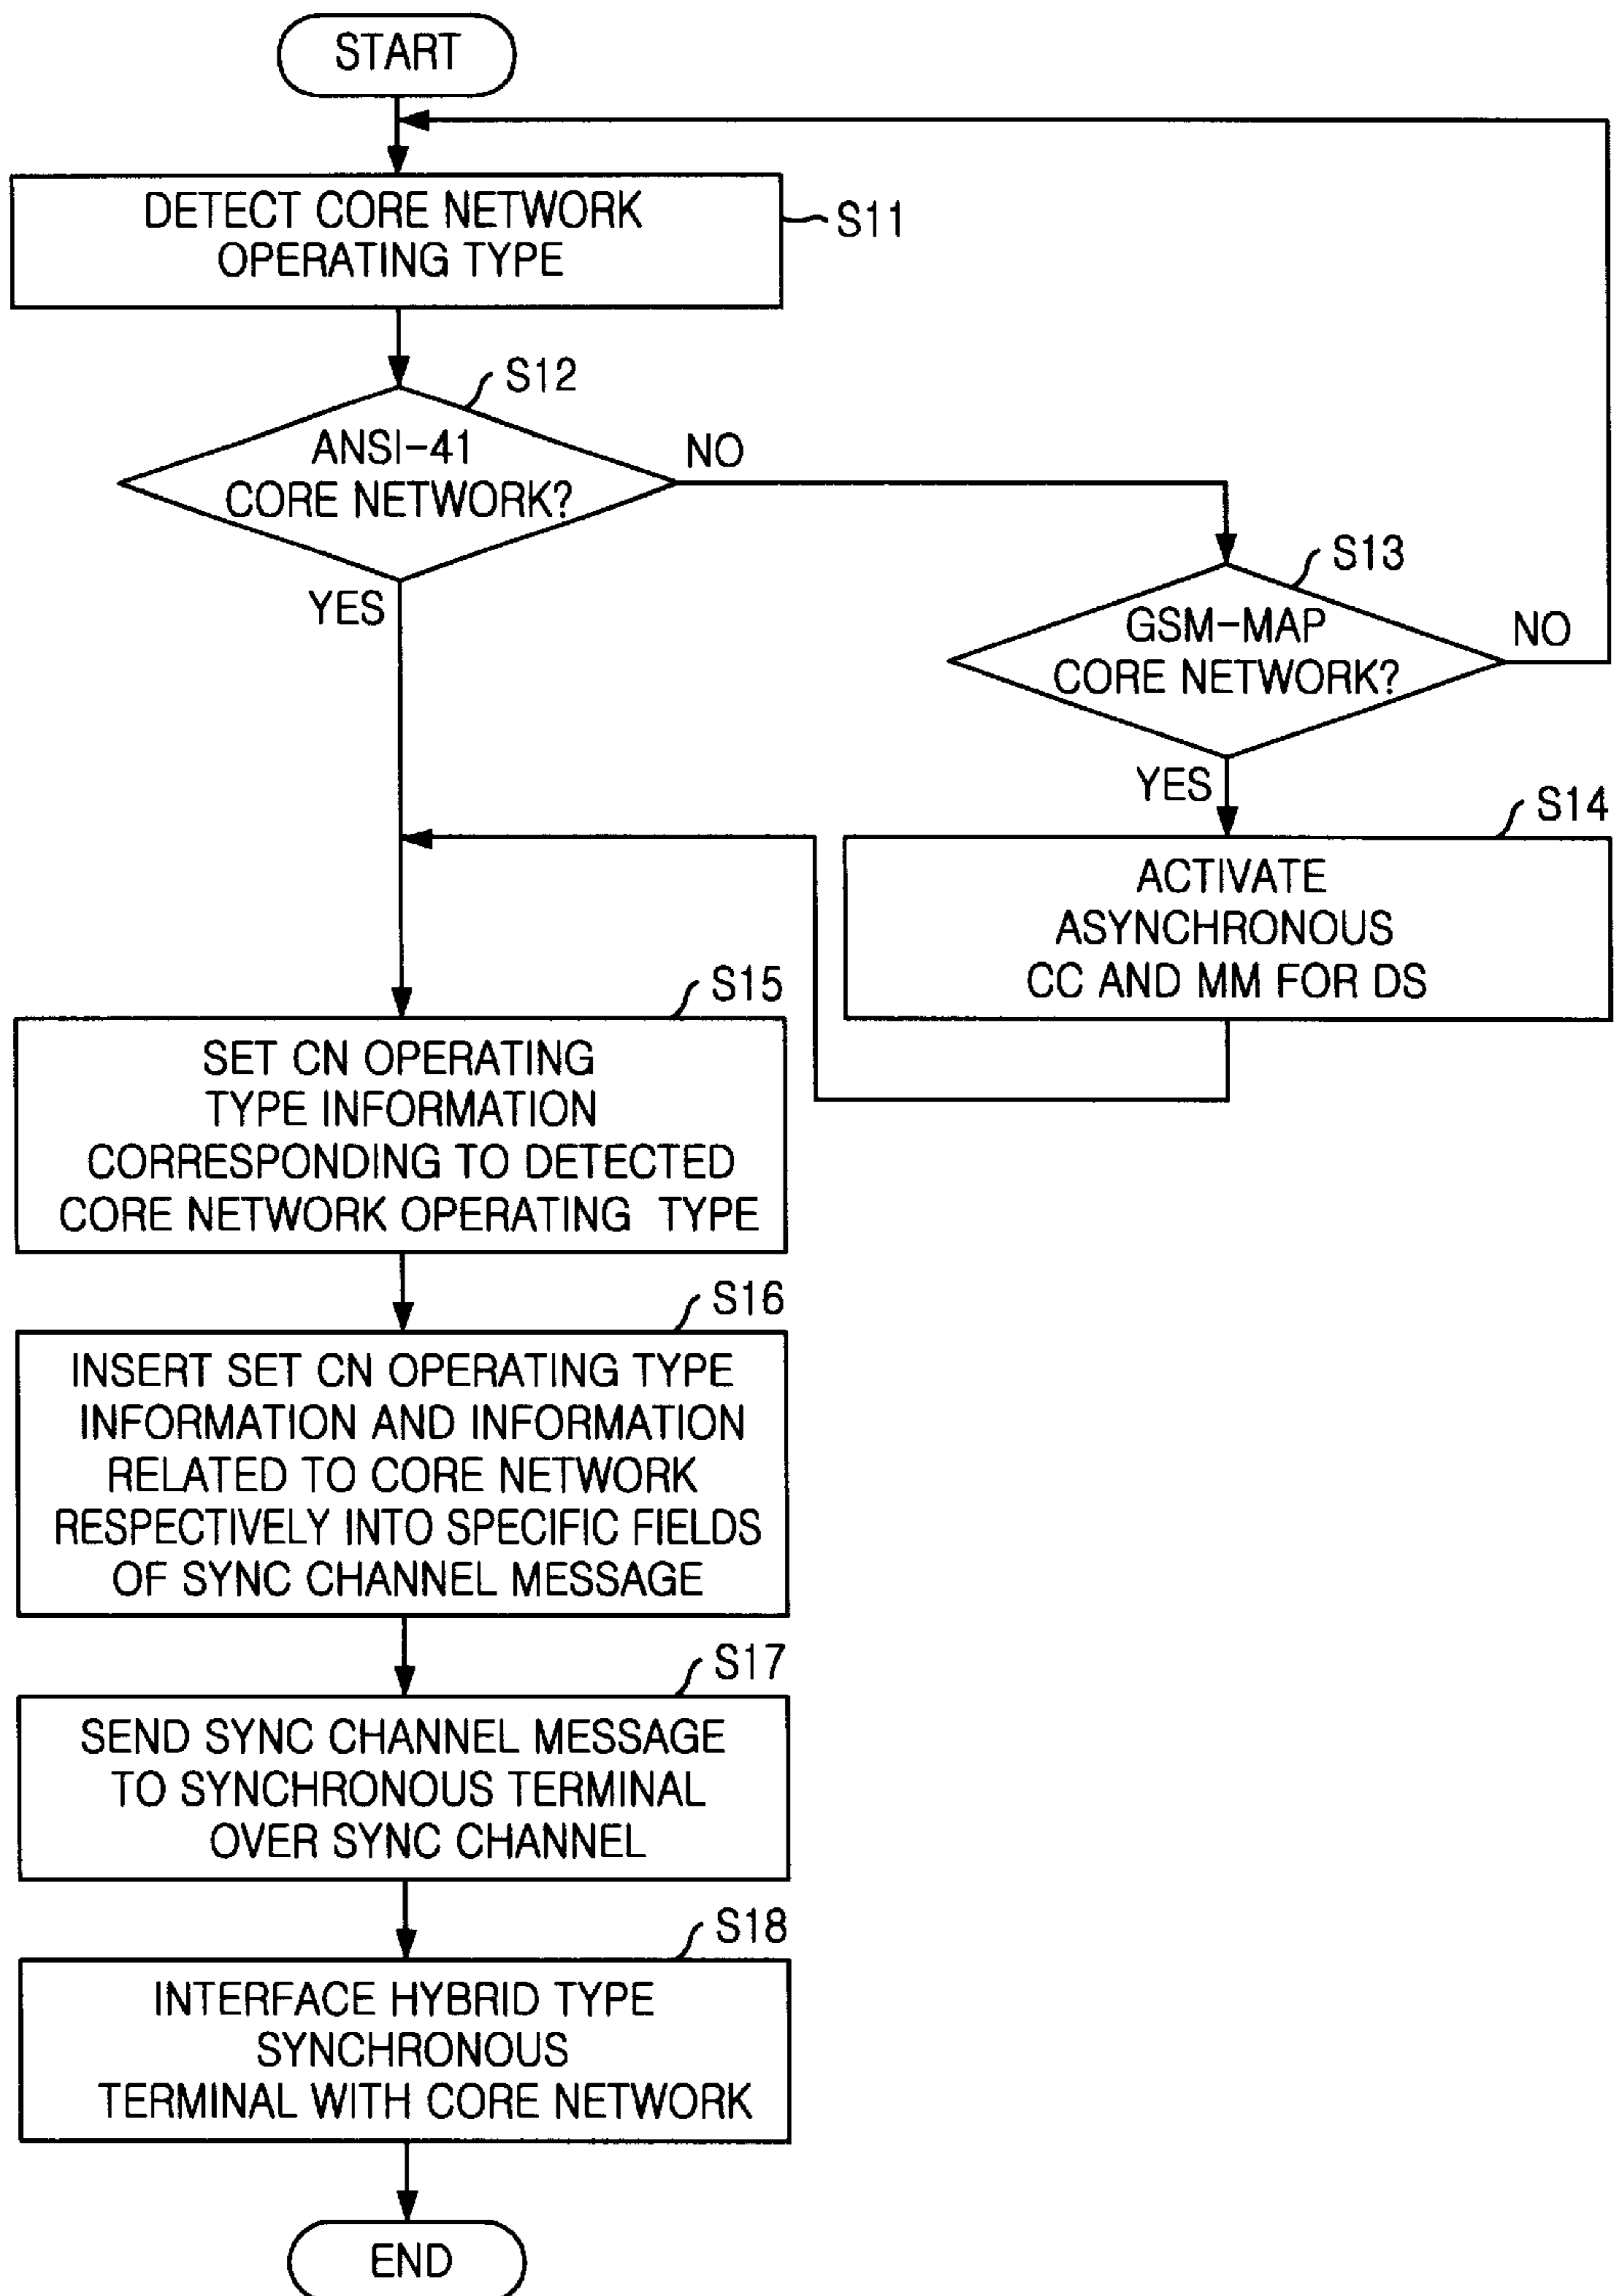 START
DETECT CORE NETWORK
OPERATING TYPE
S11
S12
ANSI-41
CORE NETWORK?
NO
YES
S13
GSM-MAP
CORE NETWORK?
NO
YES
S14
ACTIVATE
ASYNCHRONOUS
CC AND MM FOR DS
S15
SET CN OPERATING
TYPE INFORMATION
CORRESPONDING TO DETECTED
CORE NETWORK OPERATING TYPE
S16
INSERT SET CN OPERATING TYPE
INFORMATION AND INFORMATION
RELATED TO CORE NETWORK
RESPECTIVELY INTO SPECIFIC FIELDS
OF SYNC CHANNEL MESSAGE
S17
SEND SYNC CHANNEL MESSAGE
TO SYNCHRONOUS TERMINAL
OVER SYNC CHANNEL
S18
INTERFACE HYBRID TYPE
SYNCHRONOUS
TERMINAL WITH CORE NETWORK
END